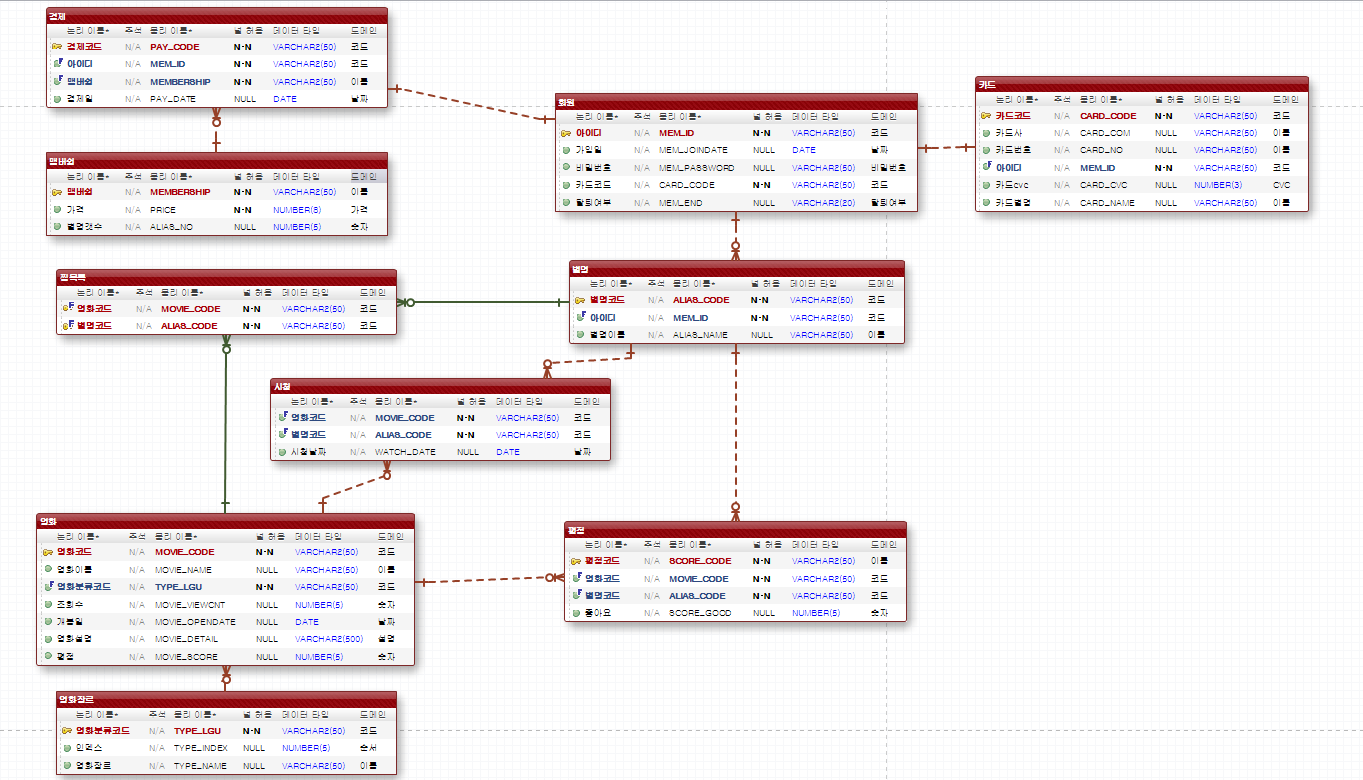 결제
논리 이름* 주석 물리 이름* 널 허용 데이터 타입 도메인
결제코드 N/A PAY_CODE N-N VARCHAR2(50) 코드
아이디 N/A MEM_ID N-N VARCHAR2(50) 코드
맴버쉽 N/A MEMBERSHIP N-N VARCHAR2(50) 이름
결제일 N/A PAY_DATE NULL DATE 날짜
맴버쉽
논리 이름* 주석 물리 이름* 널 허용 데이터 타입 도메인
맴버쉽 N/A MEMBERSHIP N-N VARCHAR2(50) 이름
가격 N/A PRICE N-N NUMBER(8) 가격
별명갯수 N/A ALIAS_NO NULL NUMBER(5) 숫자
회원
논리 이름* 주석 물리 이름* 널 허용 데이터 타입 도메인
아이디 N/A MEM_ID N-N VARCHAR2(50) 코드
가입일 N/A MEM_JOINDATE NULL DATE 날짜
비밀번호 N/A MEM_PASSWORD NULL VARCHAR2(50) 비밀번호
카드코드 N/A CARD_CODE N-N VARCHAR2(50) 코드
탈퇴여부 N/A MEM_END NULL VARCHAR2(20) 탈퇴여부
카드
논리 이름* 주석 물리 이름* 널 허용 데이터 타입 도메인
카드코드 N/A CARD_CODE N-N VARCHAR2(50) 코드
카드사 N/A CARD_COM NULL VARCHAR2(50) 이름
카드번호 N/A CARD_NO NULL VARCHAR2(50) 코드
아이디 N/A MEM_ID N-N VARCHAR2(50) 코드
카드cvc N/A CARD_CVC NULL NUMBER(3) CVC
카드별명 N/A CARD_NAME NULL VARCHAR2(50) 이름
찜목록
논리 이름* 주석 물리 이름* 널 허용 데이터 타입 도메인
영화코드 N/A MOVIE_CODE N-N VARCHAR2(50) 코드
별명코드 N/A ALIAS_CODE N-N VARCHAR2(50) 코드
별명
논리 이름* 주석 물리 이름* 널 허용 데이터 타입 도메인
별명코드 N/A ALIAS_CODE N-N VARCHAR2(50) 코드
아이디 N/A MEM_ID N-N VARCHAR2(50) 코드
별명이름 N/A ALIAS_NAME NULL VARCHAR2(50) 이름
시청
논리 이름* 주석 물리 이름* 널 허용 데이터 타입 도메인
영화코드 N/A MOVIE_CODE N-N VARCHAR2(50) 코드
별명코드 N/A ALIAS_CODE N-N VARCHAR2(50) 코드
시청날짜 N/A WATCH_DATE NULL DATE 날짜
영화
논리 이름* 주석 물리 이름* 널 허용 데이터 타입 도메인
영화코드 N/A MOVIE_CODE N-N VARCHAR2(50) 코드
영화이름 N/A MOVIE_NAME NULL VARCHAR2(50) 이름
영화분류코드 N/A TYPE_LGU N-N VARCHAR2(50) 코드
조회수 N/A MOVIE_VIEWCNT NULL NUMBER(5) 숫자
개봉일 N/A MOVIE_OPENDATE NULL DATE 날짜
영화설명 N/A MOVIE_DETAIL NULL VARCHAR2(500) 설명
평점 N/A MOVIE_SCORE NULL NUMBER(5) 숫자
평점
논리 이름* 주석 물리 이름* 널 허용 데이터 타입 도메인
평점코드 N/A SCORE_CODE N-N VARCHAR2(50) 이름
영화코드 N/A MOVIE_CODE N-N VARCHAR2(50) 코드
별명코드 N/A ALIAS_CODE N-N VARCHAR2(50) 코드
좋아요 N/A SCORE_GOOD NULL NUMBER(5) 숫자
영화장르
논리 이름* 주석 물리 이름* 널 허용 데이터 타입 도메인
영화분류코드 N/A TYPE_LGU N-N VARCHAR2(50) 코드
인덱스 N/A TYPE_INDEX NULL NUMBER(5) 순서
영화장르 N/A TYPE_NAME NULL VARCHAR2(50) 이름